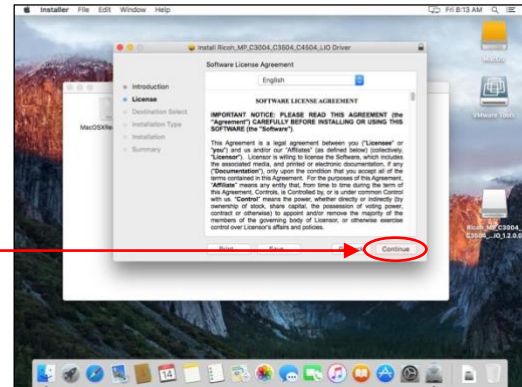 Installer File Edit Window Help
Fri 8:13 AM
Install Ricoh_MP_C3004_C3504_C4504_LIO Driver
Software License Agreement
English
Introduction
License
Destination Select
Installation Type
Installation
Summary
SOFTWARE LICENSE AGREEMENT
IMPORTANT NOTICE: PLEASE READ THIS AGREEMENT (the
"Agreement") CAREFULLY BEFORE INSTALLING OR USING THIS
SOFTWARE (the "Software").
This Agreement is a legal agreement between you ("Licensee" or
"you") and us and/or our "Affiliates" (as defined below) (collectively,
"Licensor"). Licensor is willing to license the Software, which includes
the associated media, and printed or electronic documentation, if any
("Documentation"), only upon the condition that you accept all of the
terms contained in this Agreement. For the purposes of this Agreement,
"Affiliate" means any entity that, from time to time during the term of
this Agreement, Controls, is Controlled by, or is under common Control
with us. "Control" means the power, whether directly or indirectly (by
ownership of stock, share capital, the possession of voting power,
contract or otherwise) to appoint and/or remove the majority of the
members of the governing body of Licensor, or otherwise exercise
control over Licensor's affairs and policies.
Print Save Continue
MacOSXRe
VMware Tools
Ricoh_MP_C3004_
C3504_...IO_1.2.0.0
14